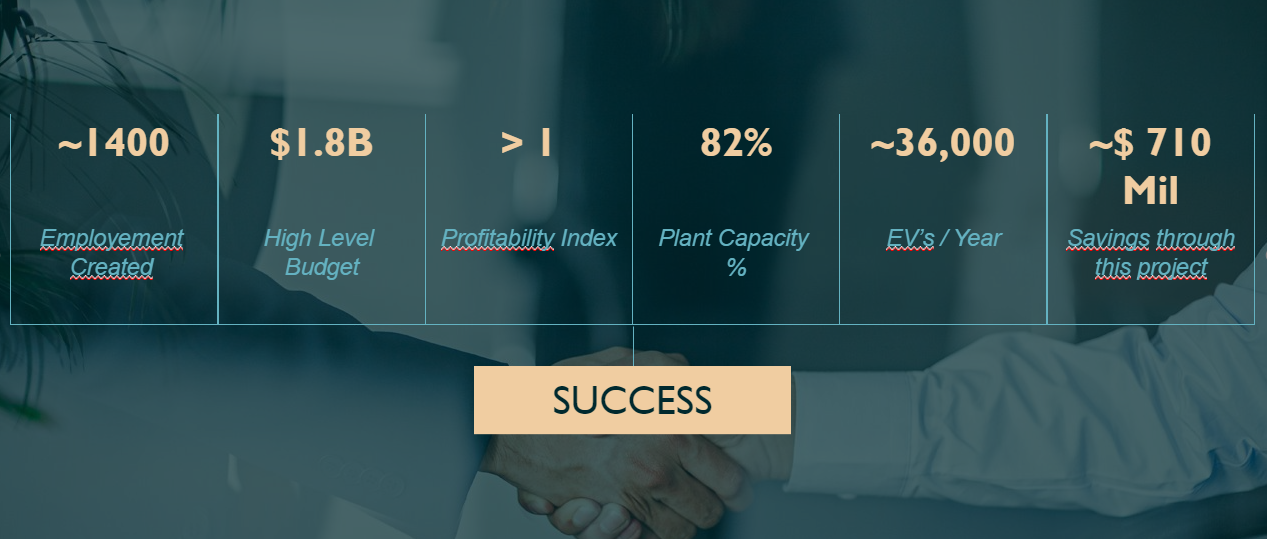 ~1400
Employement
Created
$1.8B
High Level
Budget
> 1
Profitability Index
82%
Plant Capacity
%
~36,000
EV's / Year
~$ 710
Mil
Savings through
this project
SUCCESS